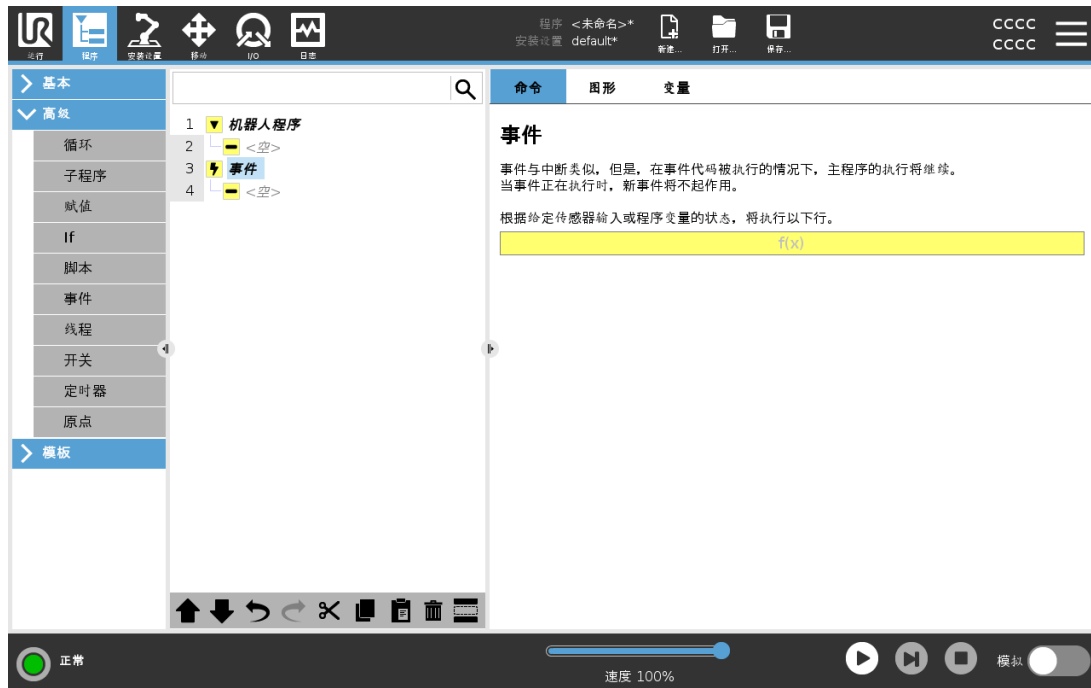 程序 <未命名>*
安装设置 default*
新建... 打开... 保存...
CCCC
CCCC
运行 程序 安装设置 移动 I/O 日志
基本
高级
循环
子程序
赋值
If
脚本
事件
线程
开关
定时器
原点
模板
1 机器人程序
2 <空>
3 事件
4 <空>
命令 图形 变量
事件
事件与中断类似，但是，在事件代码被执行的情况下，主程序的执行将继续。
当事件正在执行时，新事件将不起作用。
根据给定传感器输入或程序变量的状态，将执行以下行。
f(x)
正常
速度 100%
模拟